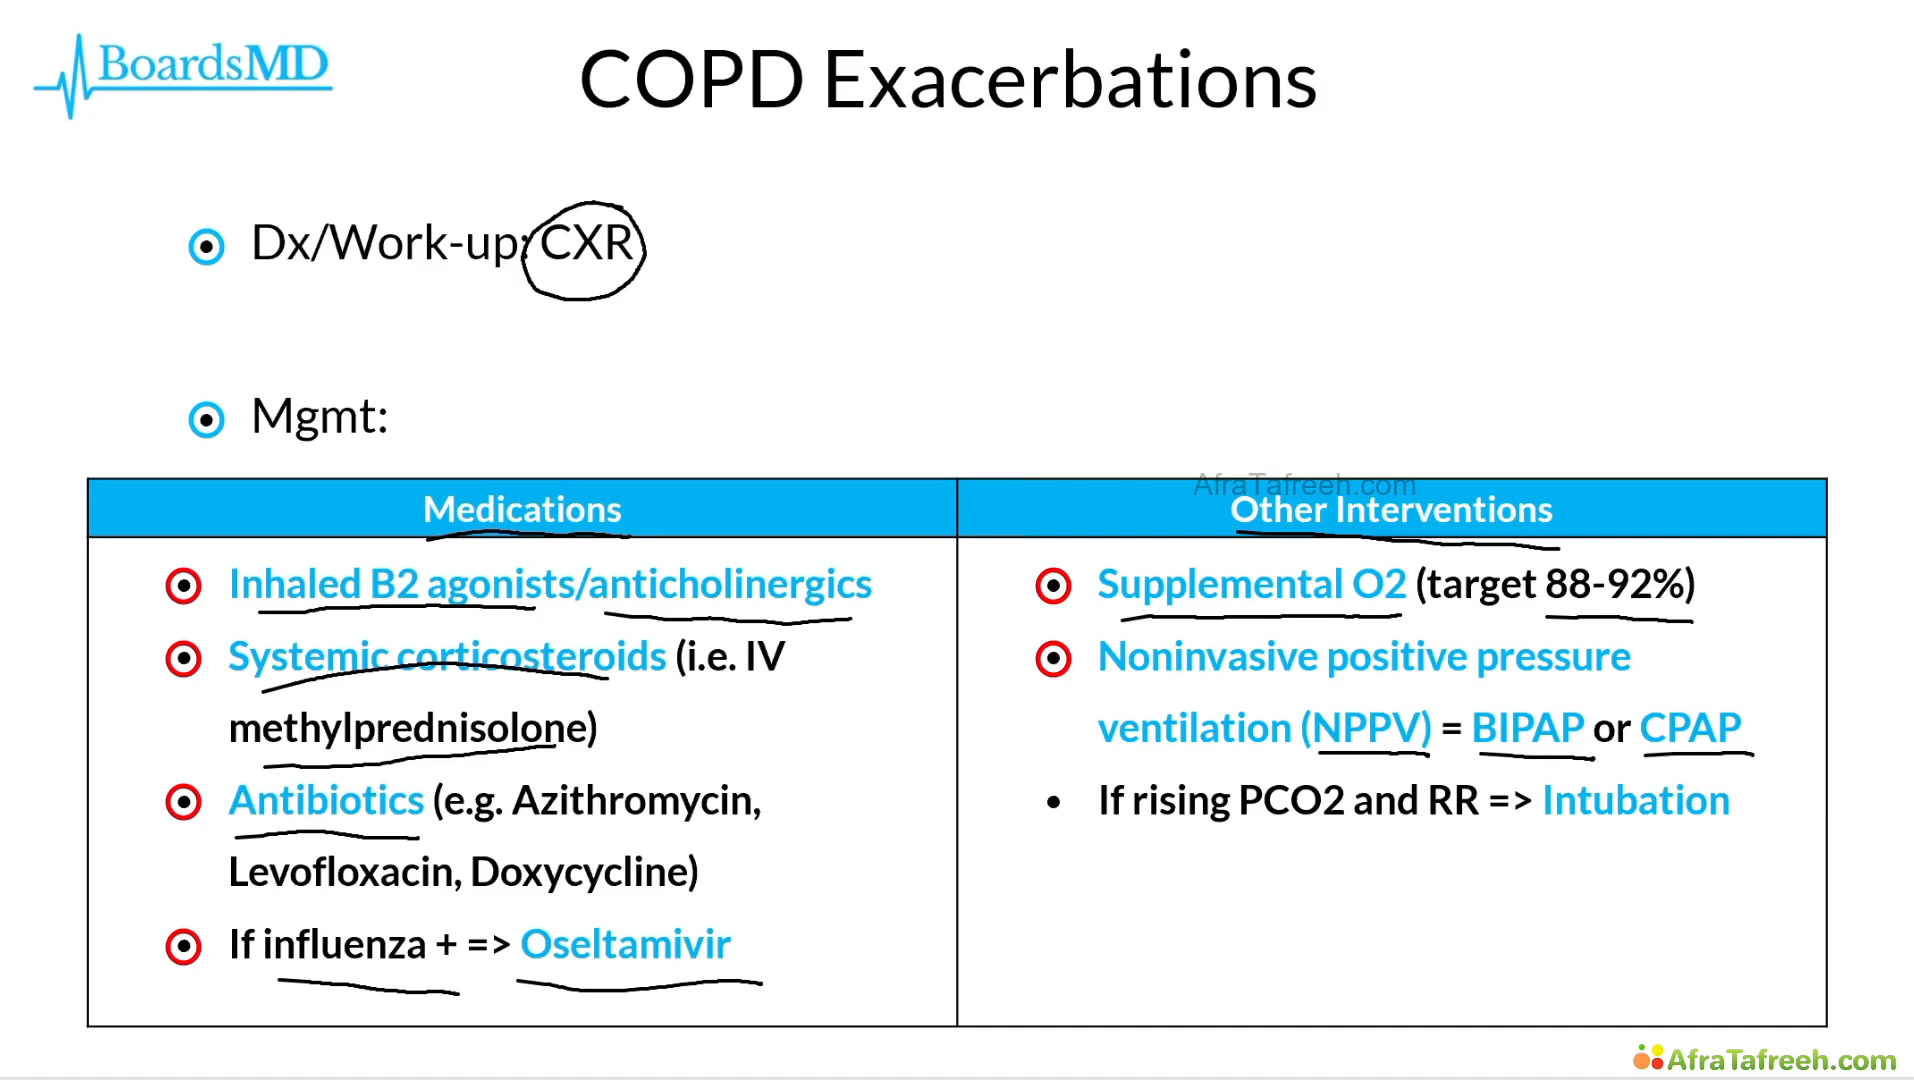 BoardsMD
COPD Exacerbations
Dx/Work-up: CXR
Mgmt:
AfraTafreeh.com
Medications
Other Interventions
Inhaled B2 agonists/anticholinergics
Systemic corticosteroids (i.e. IV
methylprednisolone)
Antibiotics (e.g. Azithromycin,
Levofloxacin, Doxycycline)
If influenza + => Oseltamivir
Supplemental O2 (target 88-92%)
Noninvasive positive pressure
ventilation (NPPV) = BIPAP or CPAP
If rising PCO2 and RR => Intubation
AfraTafreeh.com